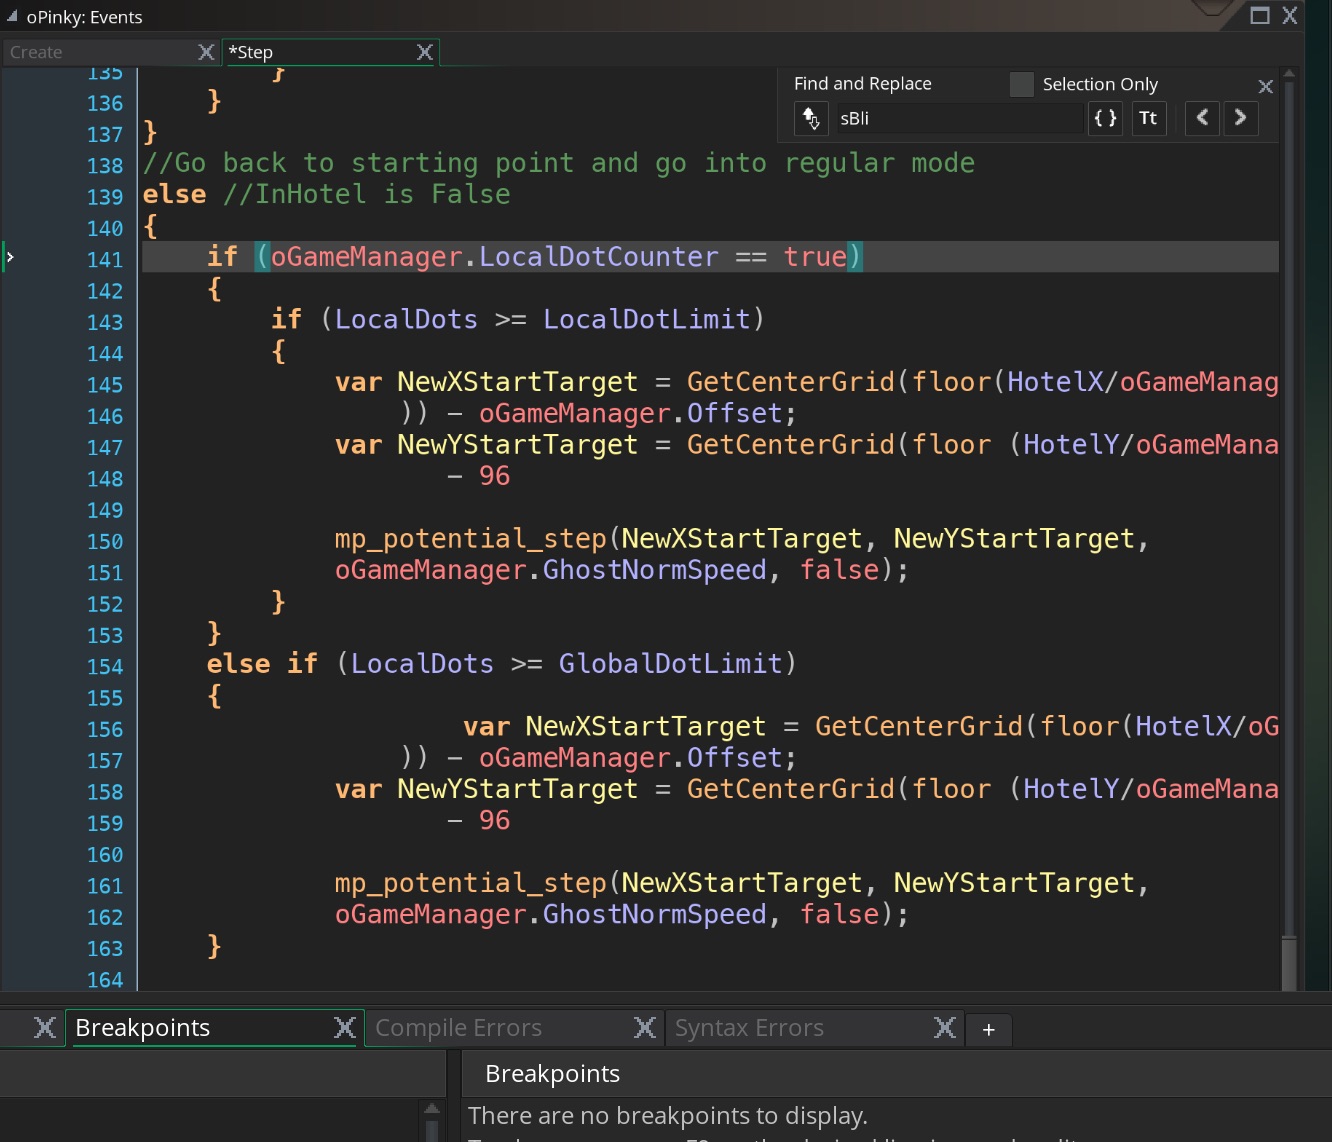 oPinky: Events
Create
*Step
Find and Replace
Selection Only
sBli
{ }
Tt
135 }
136 }
137 }
138 //Go back to starting point and go into regular mode
139 else //InHotel is False
140 {
141 if (oGameManager.LocalDotCounter == true)
142 {
143 if (LocalDots >= LocalDotLimit)
144 {
145 var NewXStartTarget = GetCenterGrid(floor(HotelX/oGameManag
146 )) - oGameManager.Offset;
147 var NewYStartTarget = GetCenterGrid(floor (HotelY/oGameMana
148 - 96
149
150 mp_potential_step(NewXStartTarget, NewYStartTarget,
151 oGameManager.GhostNormSpeed, false);
152 }
153 }
154 else if (LocalDots >= GlobalDotLimit)
155 {
156 var NewXStartTarget = GetCenterGrid(floor(HotelX/oG
157 )) - oGameManager.Offset;
158 var NewYStartTarget = GetCenterGrid(floor (HotelY/oGameMana
159 - 96
160
161 mp_potential_step(NewXStartTarget, NewYStartTarget,
162 oGameManager.GhostNormSpeed, false);
163 }
164
Breakpoints
Compile Errors
Syntax Errors
+
Breakpoints
There are no breakpoints to display.